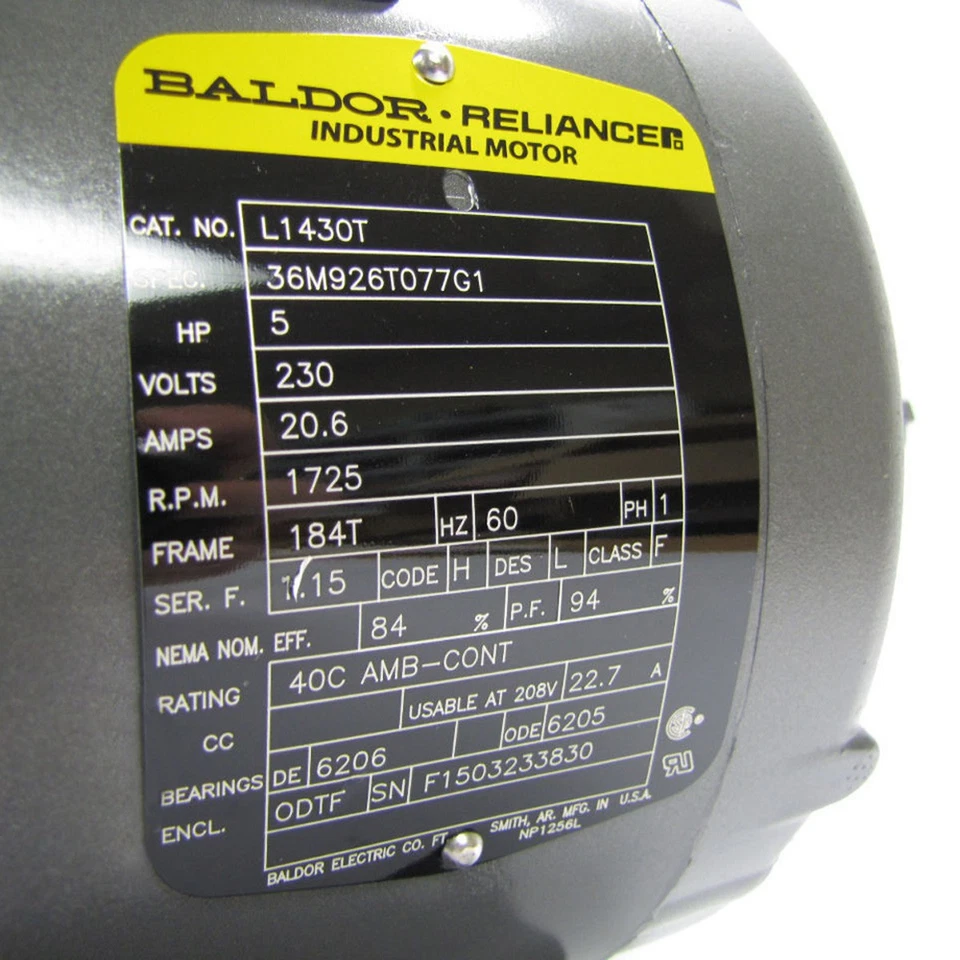 BALDOR • RELIANCE
INDUSTRIAL MOTOR
CAT. NO. L1430T
SPEC. 36M926T077G1
HP 5
VOLTS 230
AMPS 20.6
R.P.M. 1725
FRAME 184T HZ 60 PH 1
SER. F. 1.15 CODE H DES L CLASS F
NEMA NOM. EFF. 84 % P.F. 94 %
RATING 40C AMB-CONT
CC USABLE AT 208V 22.7 A
BEARINGS DE 6206 ODE 6205
ENCL. ODTF SN F1503233830
BALDOR ELECTRIC CO. FT. SMITH, AR. MFG. IN U.S.A.
NP1256L